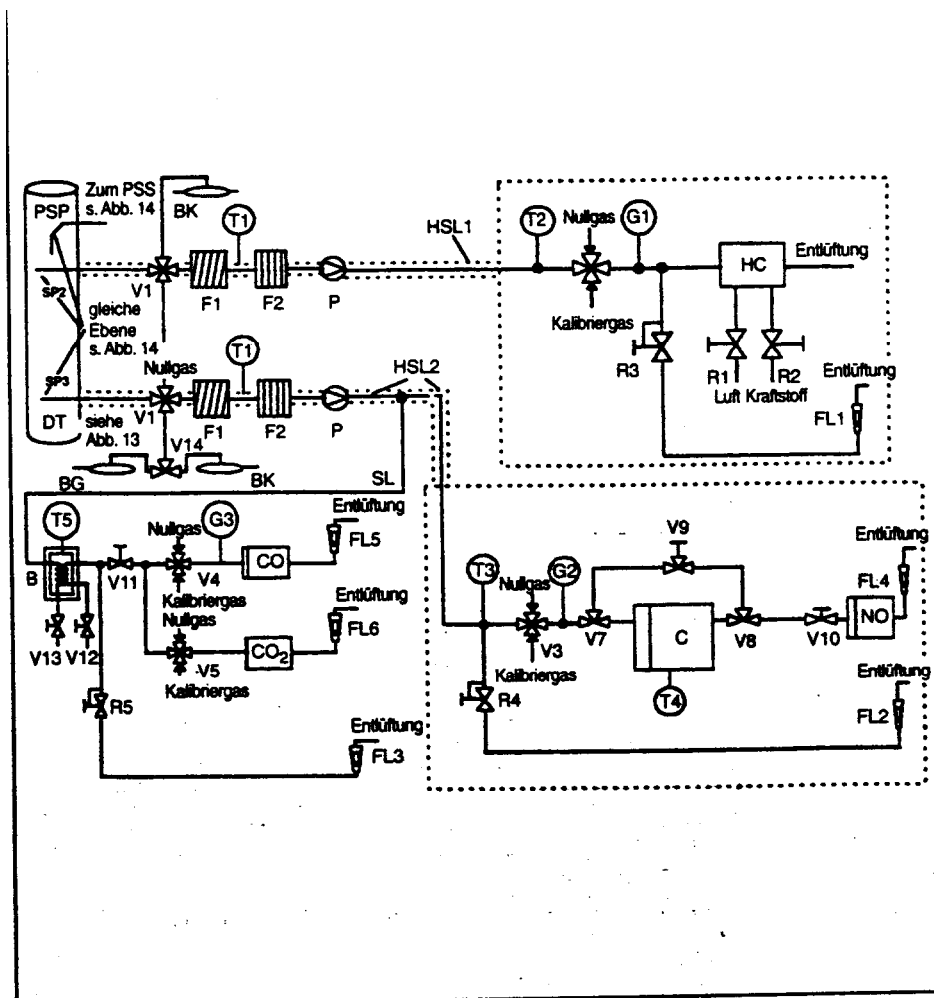 Zum PSS
s. Abb. 14
PSP
BK
T1
HSL1
T2
Nullgas
G1
HC
Entlüftung
SP2
V1
F1
F2
P
gleiche
Ebene
s. Abb. 14
Kalibriergas
R3
R1
R2
Luft Kraftstoff
FL1
Entlüftung
SP3
Nullgas
T1
HSL2
DT
siehe
Abb. 13
V1
F1
F2
P
V14
BG
BK
SL
T5
Nullgas
G3
Entlüftung
FL5
B
V11
V4
CO
Kalibriergas
Nullgas
Entlüftung
FL6
V13
V12
V5
CO2
Kalibriergas
R5
Entlüftung
FL3
V9
Entlüftung
FL4
T3
Nullgas
G2
C
NO
V3
V7
V8
V10
Kalibriergas
R4
T4
Entlüftung
FL2